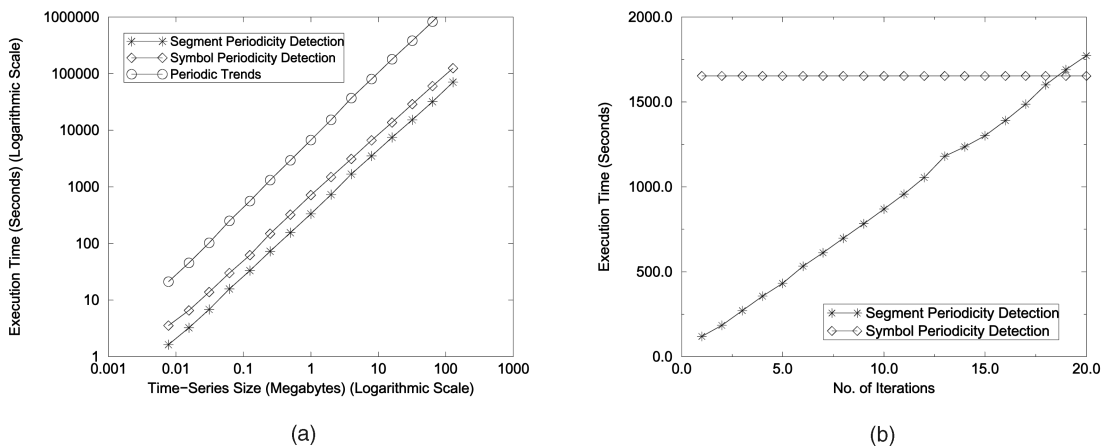 1000000
100000
10000
1000
100
10
1
Execution Time (Seconds) (Logarithmic Scale)
Segment Periodicity Detection
Symbol Periodicity Detection
Periodic Trends
0.001
0.01
0.1
1
10
100
1000
Time−Series Size (Megabytes) (Logarithmic Scale)
(a)
2000.0
1500.0
1000.0
500.0
0.0
Execution Time (Seconds)
Segment Periodicity Detection
Symbol Periodicity Detection
0.0
5.0
10.0
15.0
20.0
No. of Iterations
(b)